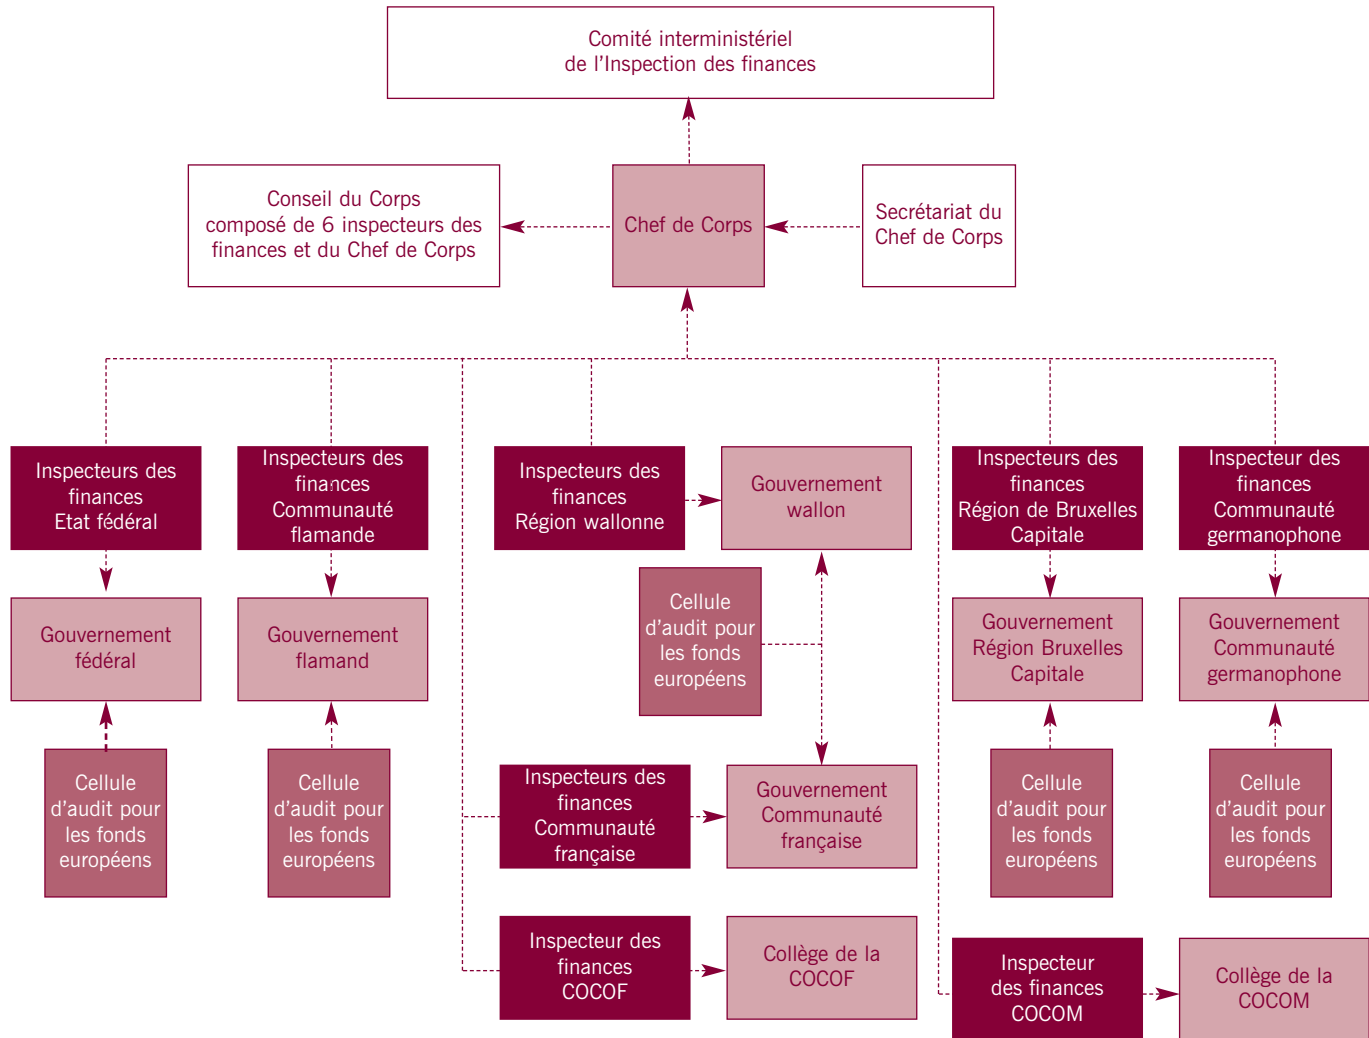 Comité interministériel
de l'Inspection des finances
Conseil du Corps
composé de 6 inspecteurs des
finances et du Chef de Corps
Chef de Corps
Secrétariat du
Chef de Corps
Inspecteurs des
finances
Etat fédéral
Inspecteurs des
finances
Communauté
flamande
Inspecteurs des
finances
Région wallonne
Gouvernement
wallon
Inspecteurs des
finances
Région de Bruxelles
Capitale
Inspecteur des
finances
Communauté
germanophone
Gouvernement
fédéral
Gouvernement
flamand
Cellule
d'audit pour
les fonds
européens
Gouvernement
Région Bruxelles
Capitale
Gouvernement
Communauté
germanophone
Cellule
d'audit pour
les fonds
européens
Cellule
d'audit pour
les fonds
européens
Inspecteurs des
finances
Communauté
française
Gouvernement
Communauté
française
Cellule
d'audit pour
les fonds
européens
Cellule
d'audit pour
les fonds
européens
Inspecteur des
finances
COCOF
Collège de la
COCOF
Inspecteur
des finances
COCOM
Collège de la
COCOM